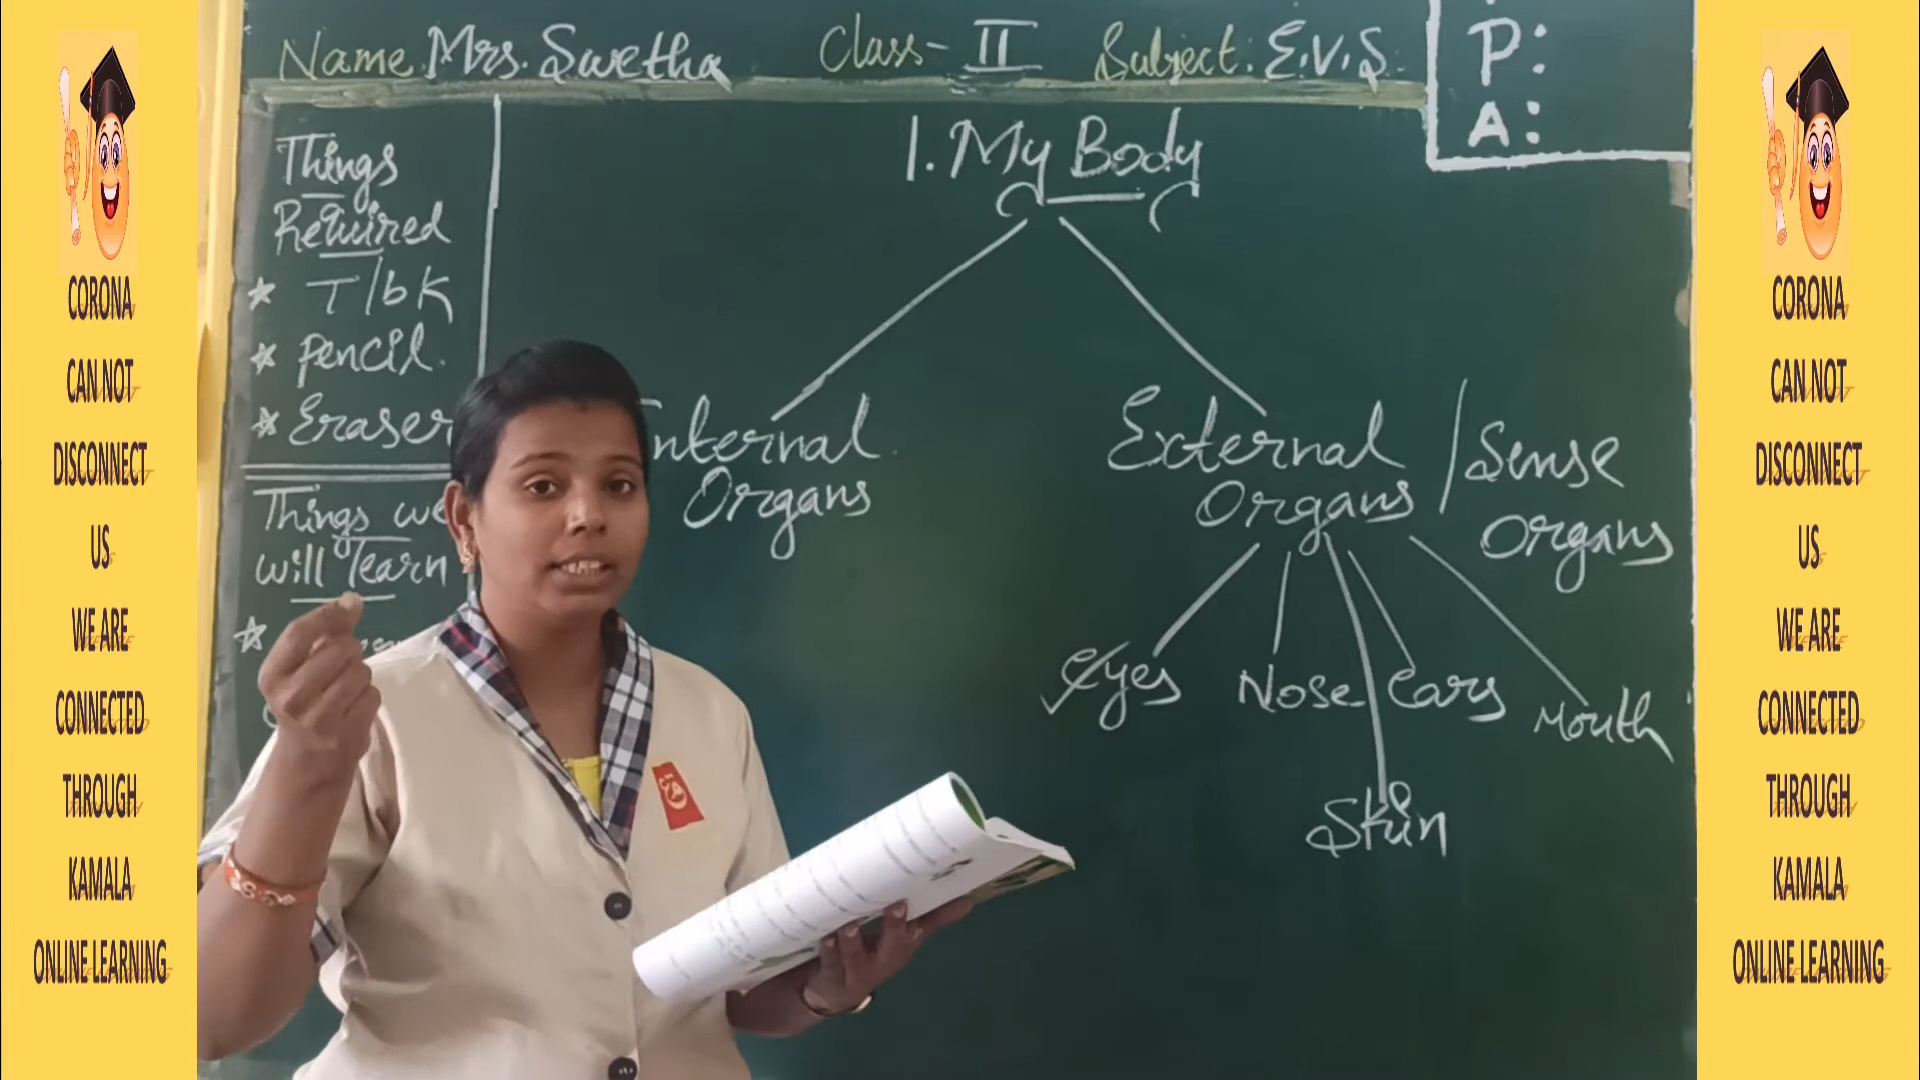 CORONA
CAN NOT
DISCONNECT
US
WE ARE
CONNECTED
THROUGH
KAMALA
ONLINE LEARNING
Name Mrs. Swetha Class - II Subject: E.V.S.
P:
A:
Things
Required
T/bk
Pencil.
Eraser
Things we
will learn
1. My Body
nternal
Organs
External / Sense
Organs Organs
eyes Nose Ears Mouth
Skin
CORONA
CAN NOT
DISCONNECT
US
WE ARE
CONNECTED
THROUGH
KAMALA
ONLINE LEARNING